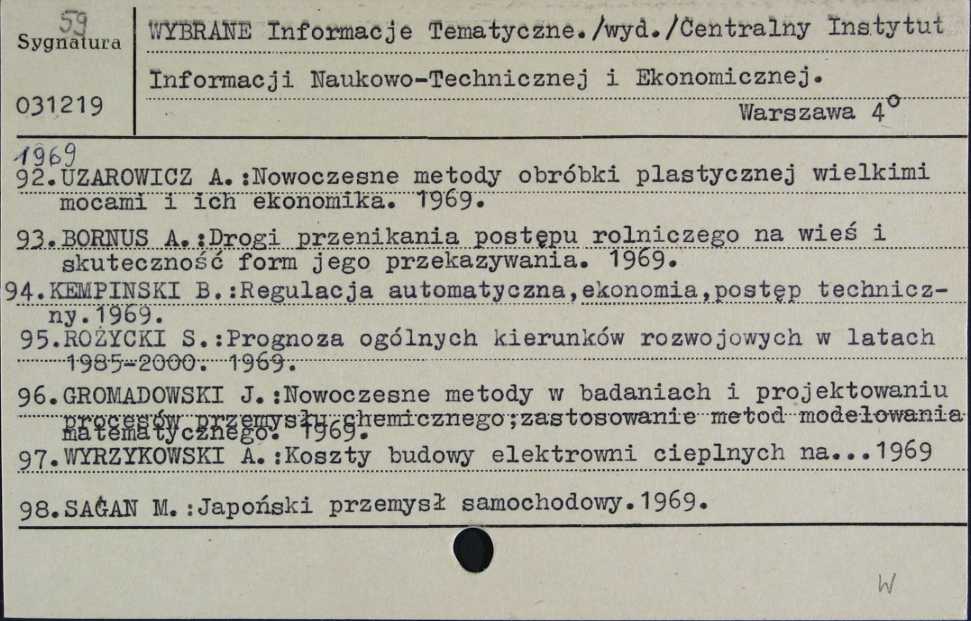 59
Sygnatura
031219
WYBRANE Informacje Tematyczne./wyd./Centralny Instytut
Informacji Naukowo-Technicznej i Ekonomicznej.
Warszawa 4°
1969
92.UZAROWICZ A.:Nowoczesne metody obróbki plastycznej wielkimi
mocami i ich ekonomika. 1969.
93.BORNUS A.:Drogi przenikania postępu rolniczego na wieś i
skuteczność form jego przekazywania. 1969.
94.KEMPINSKI B.:Regulacja automatyczna,ekonomia,postęp technicz-
ny.1969.
95.ROŻYCKI S.:Prognoza ogólnych kierunków rozwojowych w latach
1985-2000. 1969.
96.GROMADOWSKI J.:Nowoczesne metody w badaniach i projektowaniu
procesów przemysłu chemicznego;zastosowanie metod modelowania
matematycznego. 1969.
97.WYRZYKOWSKI A.:Koszty budowy elektrowni cieplnych na...1969
98.SAGAN M.:Japoński przemysł samochodowy.1969.
W